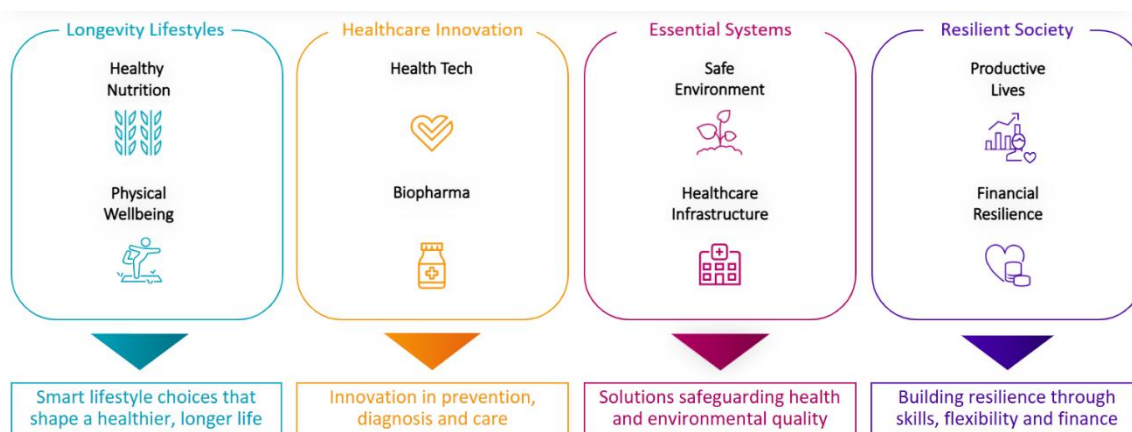 Longevity Lifestyles
Healthy
Nutrition
Physical
Wellbeing
Smart lifestyle choices that
shape a healthier, longer life
Healthcare Innovation
Health Tech
Biopharma
Innovation in prevention,
diagnosis and care
Essential Systems
Safe
Environment
Healthcare
Infrastructure
Solutions safeguarding health
and environmental quality
Resilient Society
Productive
Lives
Financial
Resilience
Building resilience through
skills, flexibility and finance